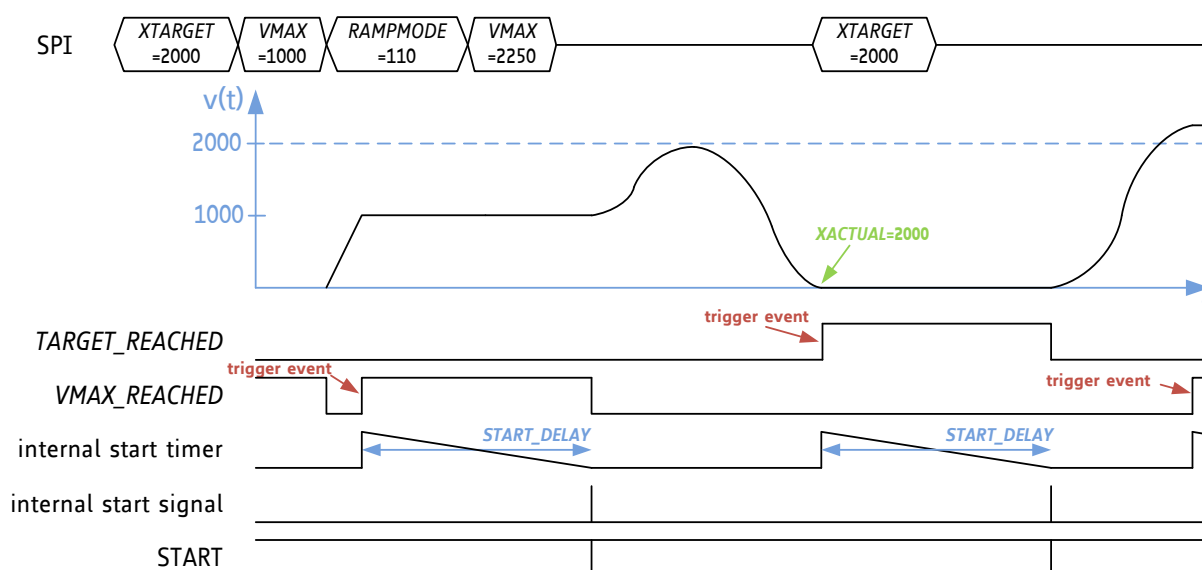 SPI
XTARGET
=2000
VMAX
=1000
RAMPMODE
=110
VMAX
=2250
XTARGET
=2000
v(t)
2000
1000
XACTUAL=2000
trigger event
TARGET_REACHED
trigger event
VMAX_REACHED
trigger event
START_DELAY
START_DELAY
internal start timer
internal start signal
START